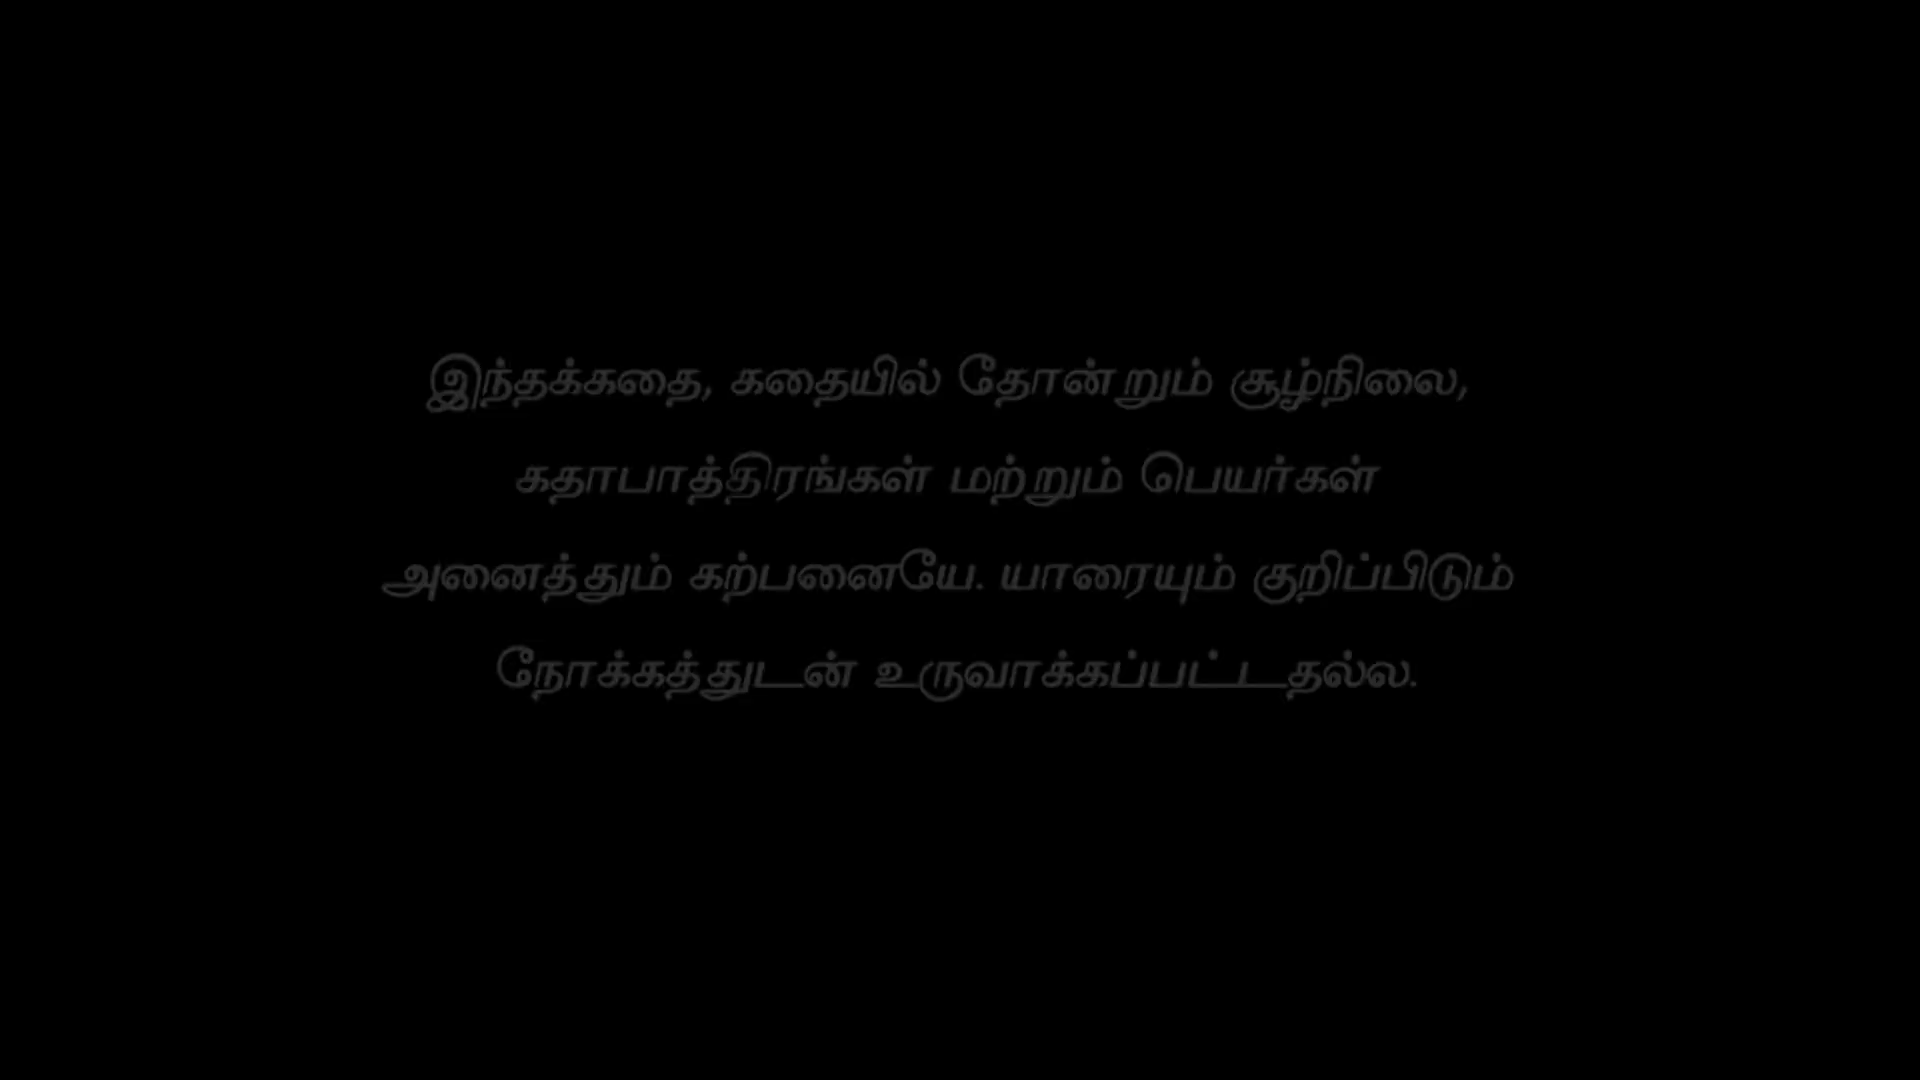 இந்தக்கதை, கதையில் தோன்றும் சூழ்நிலை,
கதாபாத்திரங்கள் மற்றும் பெயர்கள்
அனைத்தும் கற்பனையே. யாரையும் குறிப்பிடும்
நோக்கத்துடன் உருவாக்கப்பட்டதல்ல.